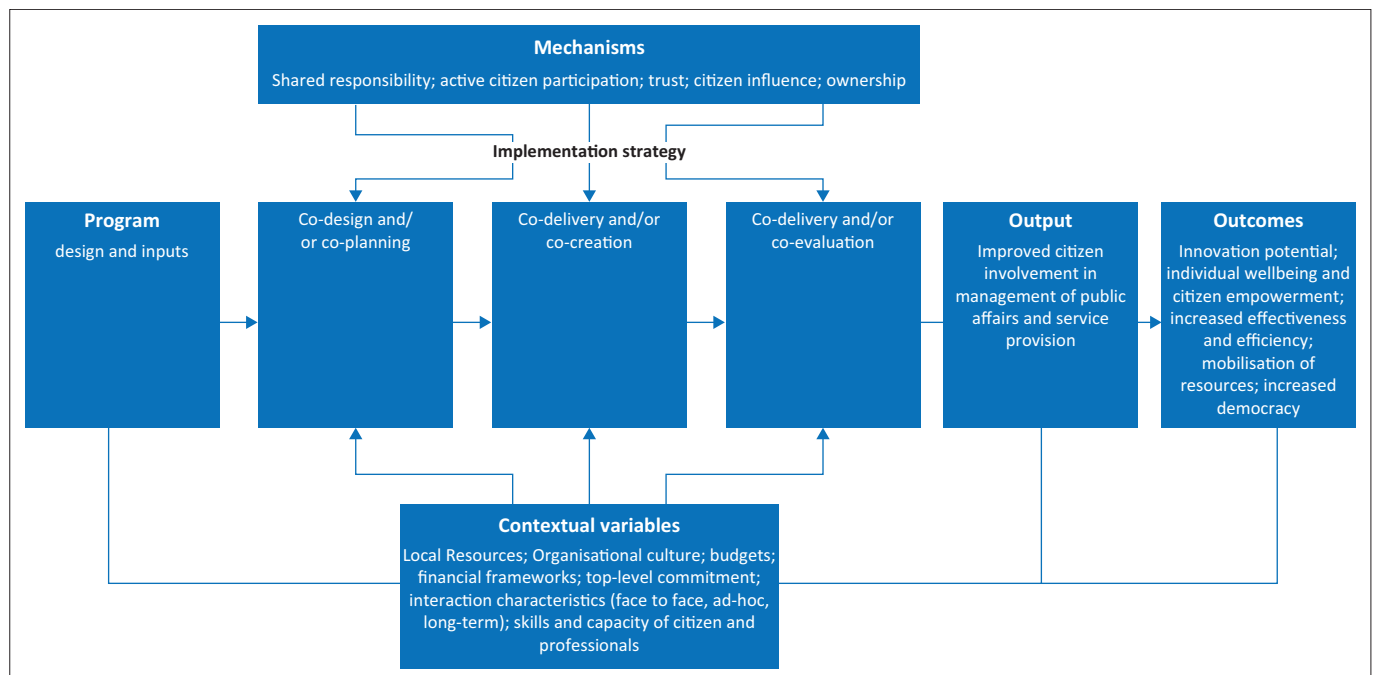 Mechanisms
Shared responsibility; active citizen participation; trust; citizen influence; ownership
Implementation strategy
Program
design and inputs
Co-design and/
or co-planning
Co-delivery and/or
co-creation
Co-delivery and/or
co-evaluation
Output
Improved citizen
involvement in
management of public
affairs and service
provision
Outcomes
Innovation potential;
individual wellbeing and
citizen empowerment;
increased effectiveness
and efficiency;
mobilisation of
resources; increased
democracy
Contextual variables
Local Resources; Organisational culture; budgets;
financial frameworks; top-level commitment;
interaction characteristics (face to face, ad-hoc,
long-term); skills and capacity of citizen and
professionals